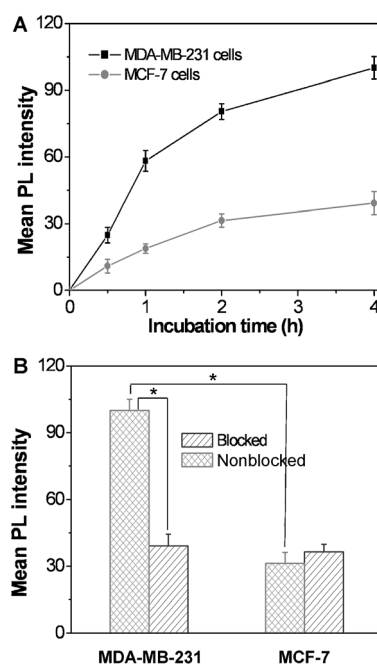 A
MDA-MB-231 cells
MCF-7 cells
Mean PL intensity
120
90
60
30
0
0 1 2 3 4
Incubation time (h)
B
Mean PL intensity
120
90
60
30
0
*
*
Blocked
Nonblocked
MDA-MB-231 MCF-7